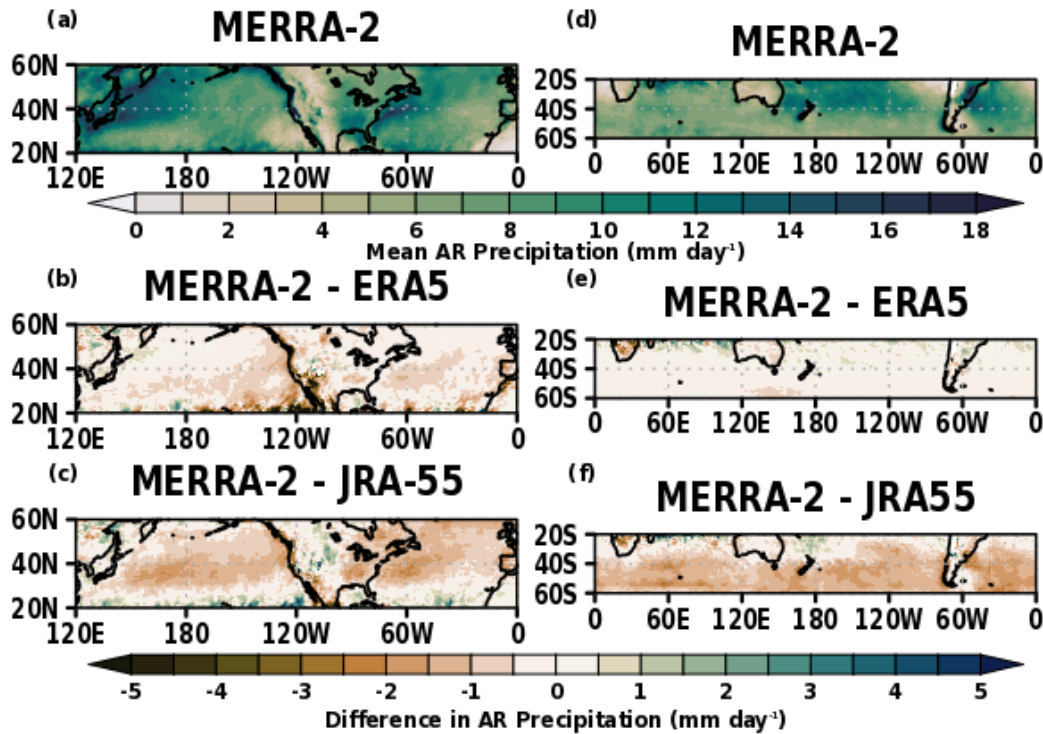 (a) MERRA-2
60N
40N
20N
120E 180 120W 60W 0
(d) MERRA-2
20S
40S
60S
0 60E 120E 180 120W 60W 0
0 2 4 6 8 10 12 14 16 18
Mean AR Precipitation (mm day⁻¹)
(b) MERRA-2 - ERA5
60N
40N
20N
120E 180 120W 60W 0
(e) MERRA-2 - ERA5
20S
40S
60S
0 60E 120E 180 120W 60W 0
(c) MERRA-2 - JRA-55
60N
40N
20N
120E 180 120W 60W 0
(f) MERRA-2 - JRA55
20S
40S
60S
0 60E 120E 180 120W 60W 0
-5 -4 -3 -2 -1 0 1 2 3 4 5
Difference in AR Precipitation (mm day⁻¹)